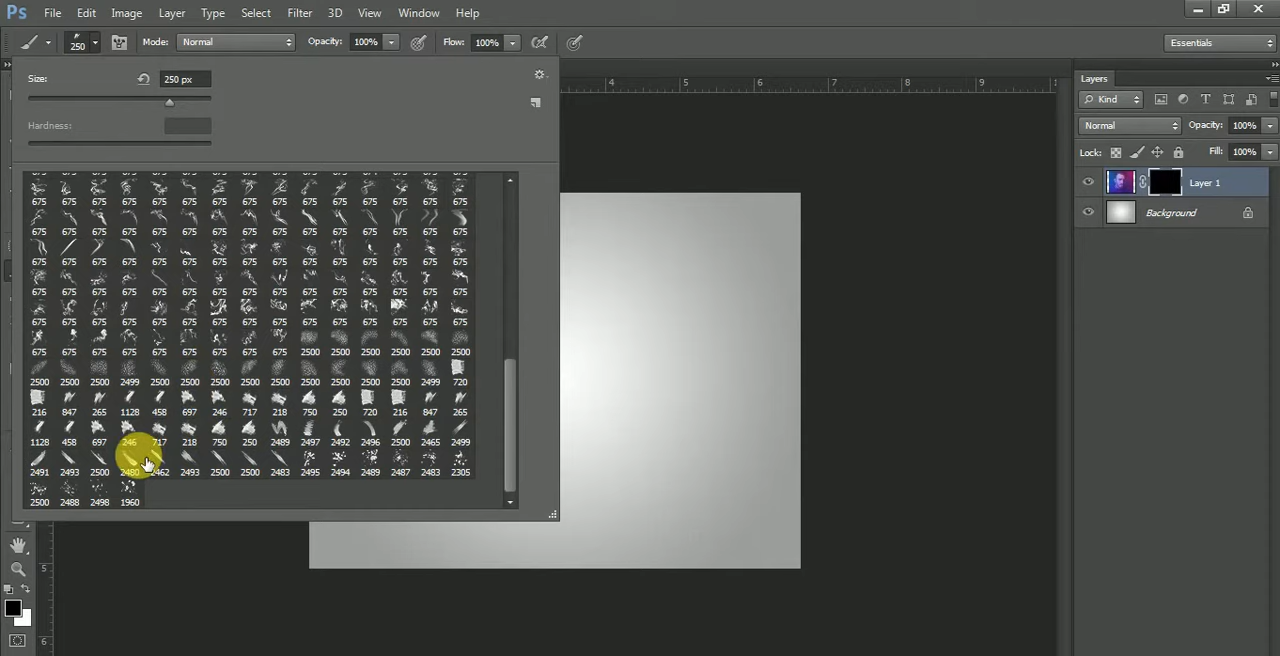 Ps File Edit Image Layer Type Select Filter 3D View Window Help
250 Mode: Normal Opacity: 100% Flow: 100% Essentials
Size: 250 px
Hardness:
4 5 6 7 8 9
Layers
Kind
Normal Opacity: 100%
Lock: Fill: 100%
Layer 1
Background
675 675 675 675 675 675 675 675 675 675 675 675 675 675 675
675 675 675 675 675 675 675 675 675 675 675 675 675 675 675
675 675 675 675 675 675 675 675 675 675 675 675 675 675 675
675 675 675 675 675 675 675 675 675 675 675 675 675 675 675
675 675 675 675 675 675 675 675 675 675 675 675 675 675 675
675 675 675 675 675 675 675 675 675 2500 2500 2500 2500 2500 2500
2500 2500 2500 2499 2500 2500 2500 2500 2500 2500 2500 2500 2500 2499 720
216 847 265 1128 458 697 246 717 218 750 250 720 216 847 265
1128 458 697 246 717 218 750 250 2489 2497 2492 2496 2500 2465 2499
2491 2493 2500 2480 2462 2493 2500 2500 2483 2495 2494 2489 2487 2483 2305
2500 2488 2498 1960
5
6